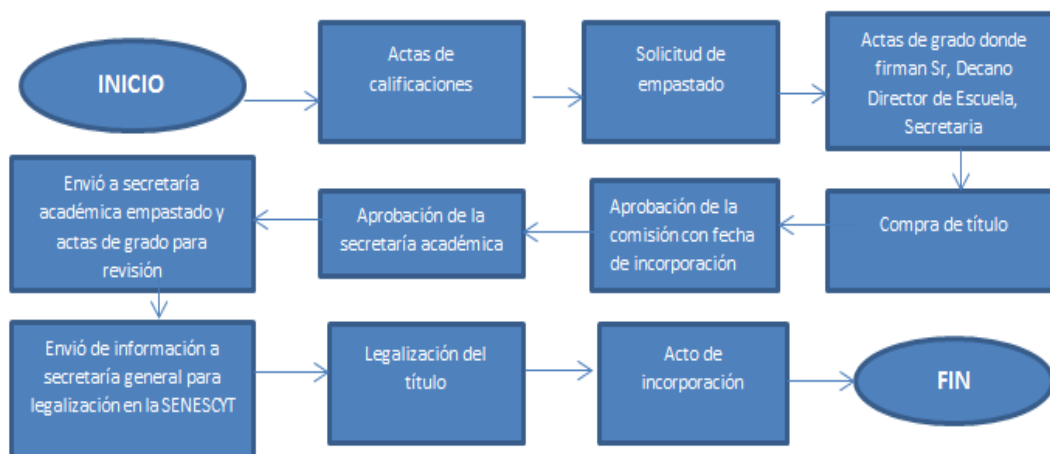 INICIO
Actas de
calificaciones
Solicitud de
empastado
Actas de grado donde
firman Sr, Decano
Director de Escuela,
Secretaria
Compra de título
Aprobación de la
comisión con fecha
de incorporación
Aprobación de la
secretaría académica
Envió a secretaría
académica empastado y
actas de grado para
revisión
Envió de información a
secretaría general para
legalización en la SENESCYT
Legalización del
título
Acto de
incorporación
FIN